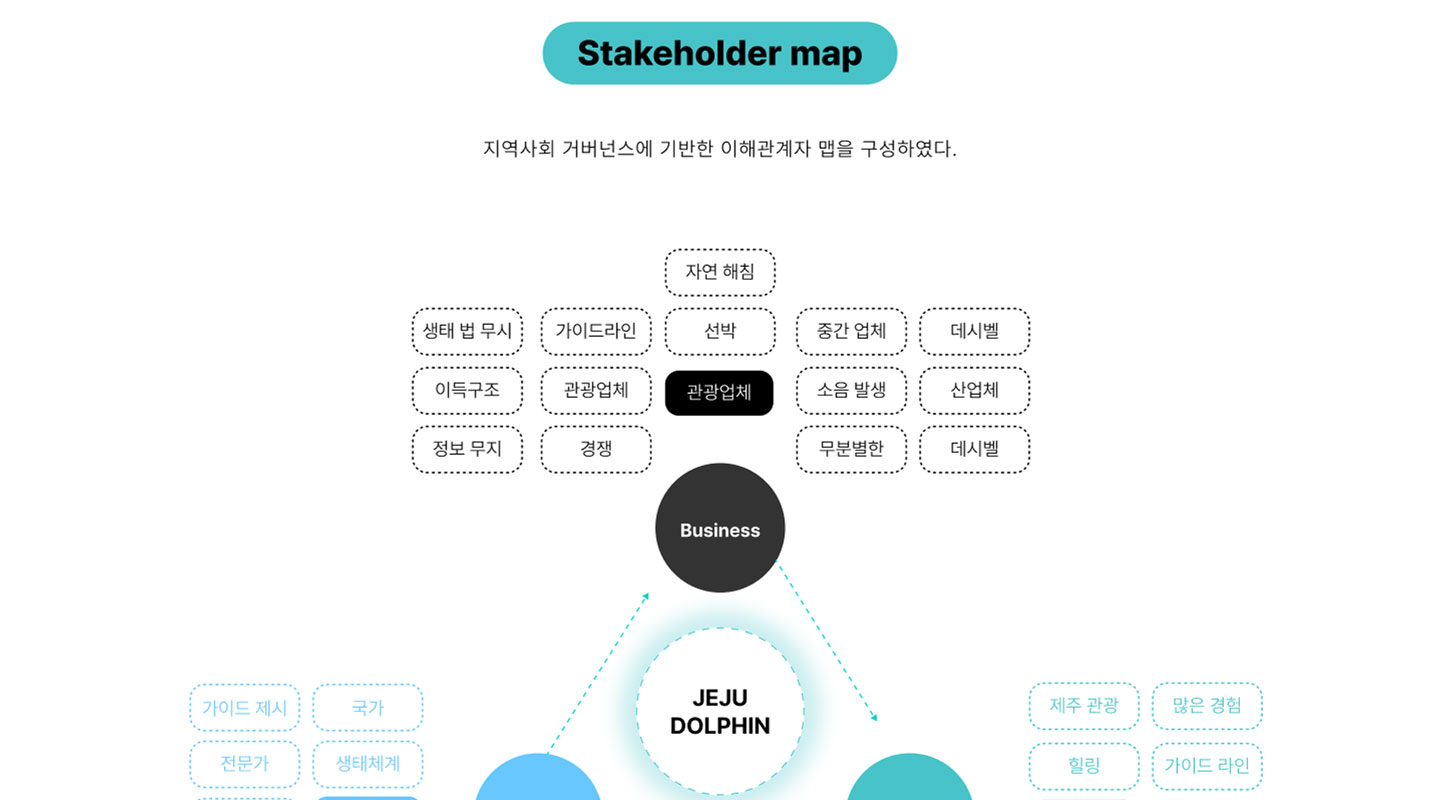 Stakeholder map
지역사회 거버넌스에 기반한 이해관계자 맵을 구성하였다.
자연 해침
생태 법 무시 가이드라인 선박 중간 업체 데시벨
이득구조 관광업체 관광업체 소음 발생 산업체
정보 무지 경쟁 무분별한 데시벨
Business
JEJU
DOLPHIN
가이드 제시 국가 제주 관광 많은 경험
전문가 생태체계 힐링 가이드 라인